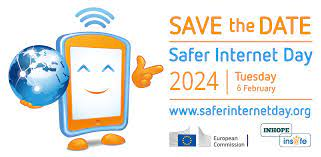 SAVE the DATE
Safer Internet Day
2024 | Tuesday
6 February
www.saferinternetday.org
European
Commission
INHOPE
insafe